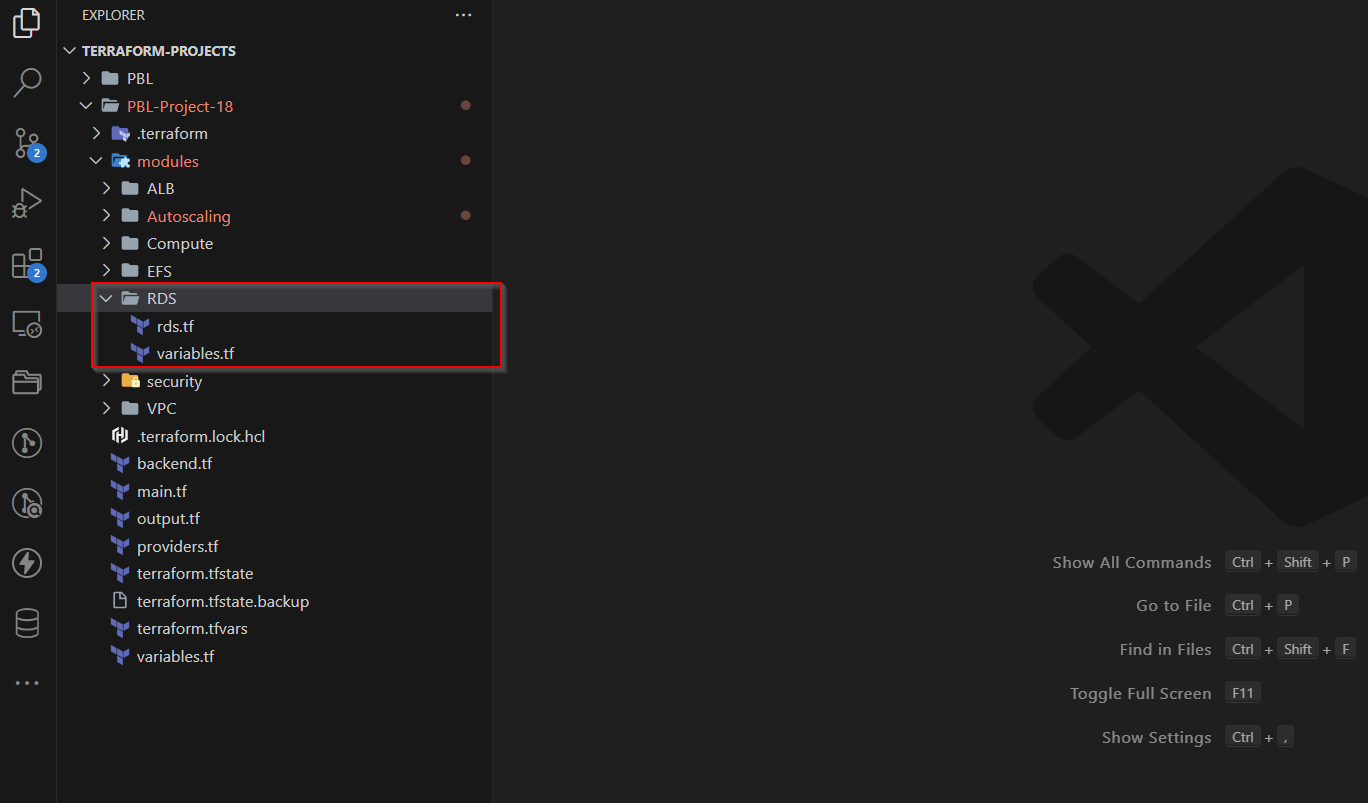 EXPLORER
TERRAFORM-PROJECTS
PBL
PBL-Project-18
.terraform
modules
2
ALB
Autoscaling
Compute
EFS
2
RDS
rds.tf
variables.tf
security
VPC
.terraform.lock.hcl
backend.tf
main.tf
output.tf
providers.tf
terraform.tfstate
terraform.tfstate.backup
terraform.tfvars
variables.tf
Show All Commands Ctrl + Shift + P
Go to File Ctrl + P
Find in Files Ctrl + Shift + F
Toggle Full Screen F11
Show Settings Ctrl + ,